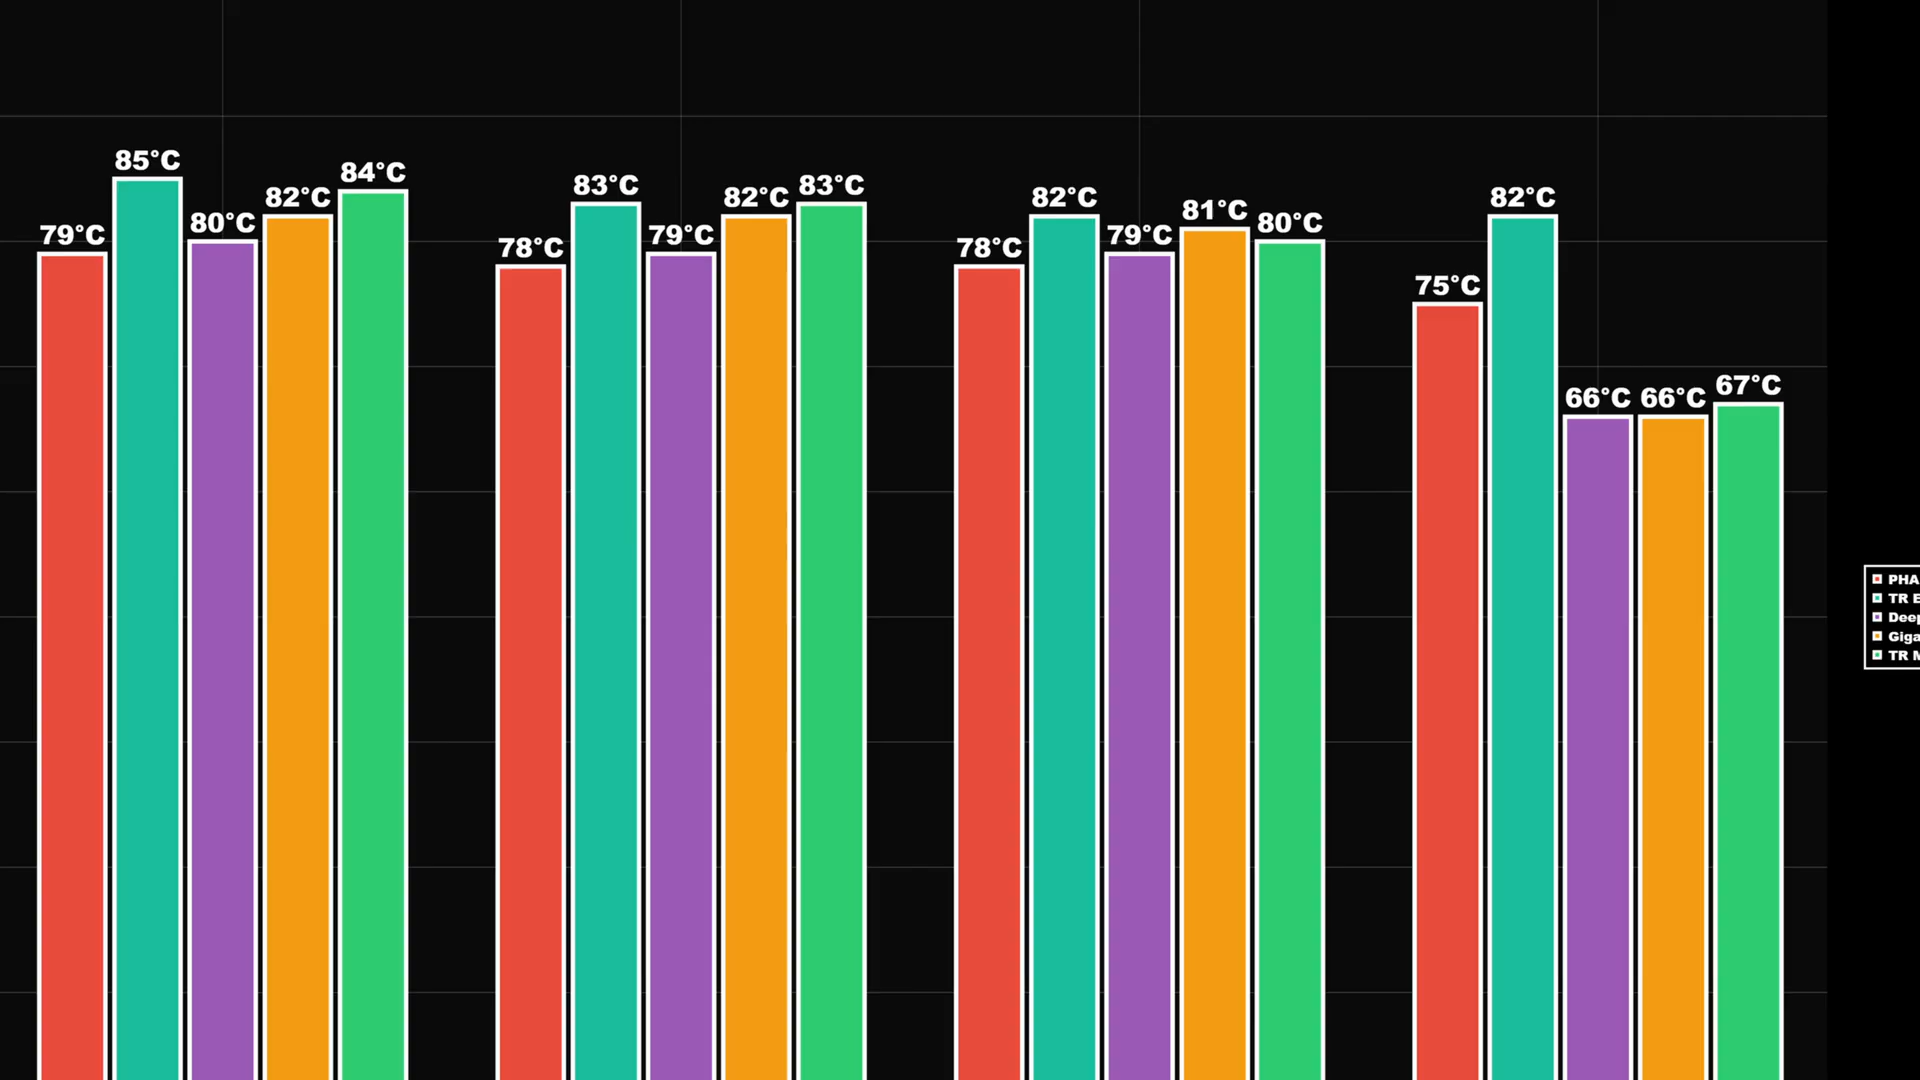 79°C 85°C 80°C 82°C 84°C
78°C 83°C 79°C 82°C 83°C
78°C 82°C 79°C 81°C 80°C
75°C 82°C 66°C 66°C 67°C
PHA
TR E
Deep
Giga
TR M